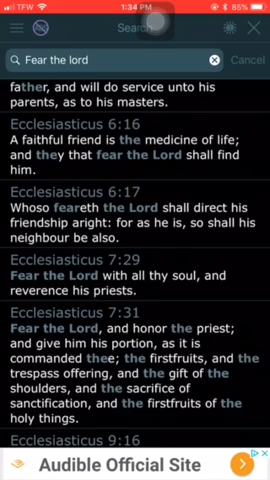 TFW
1:34 PM
85%
Search
Fear the lord
Cancel
father, and will do service unto his
parents, as to his masters.
Ecclesiasticus 6:16
A faithful friend is the medicine of life;
and they that fear the Lord shall find
him.
Ecclesiasticus 6:17
Whoso feareth the Lord shall direct his
friendship aright: for as he is, so shall his
neighbour be also.
Ecclesiasticus 7:29
Fear the Lord with all thy soul, and
reverence his priests.
Ecclesiasticus 7:31
Fear the Lord, and honor the priest;
and give him his portion, as it is
commanded thee; the firstfruits, and the
trespass offering, and the gift of the
shoulders, and the sacrifice of
sanctification, and the firstfruits of the
holy things.
Ecclesiasticus 9:16
Audible Official Site